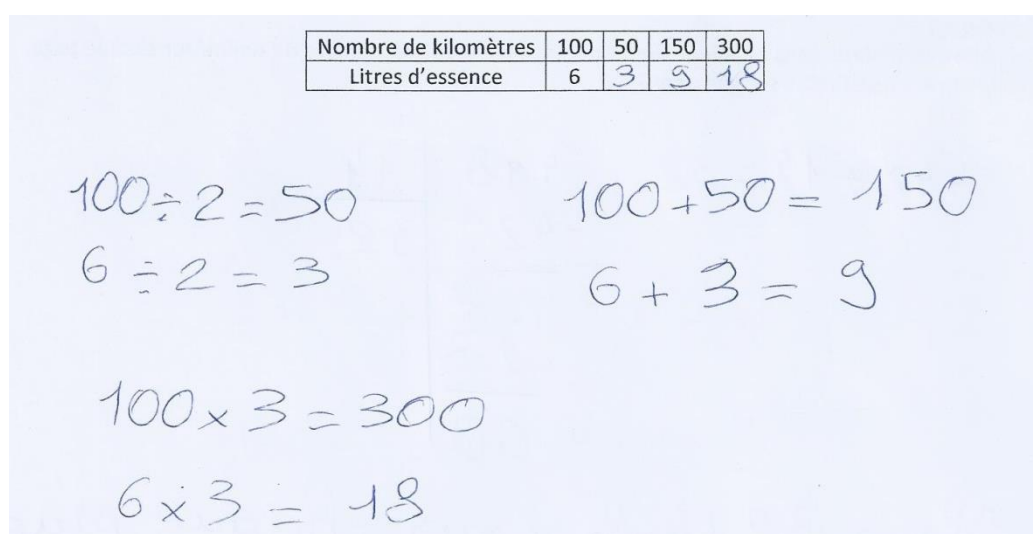 Nombre de kilomètres 100 50 150 300
Litres d'essence 6 3 9 18
100 ÷ 2 = 50
6 ÷ 2 = 3
100 + 50 = 150
6 + 3 = 9
100 x 3 = 300
6 x 3 = 18